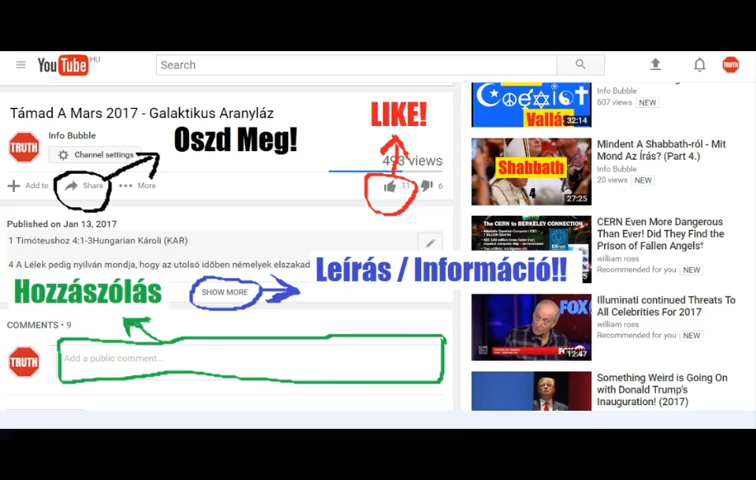 YouTube HU
Search
TRUTH
Támad A Mars 2017 - Galaktikus Aranyláz
Info Bubble
TRUTH
Channel settings
Oszd Meg!
LIKE!
493 views
Add to
Share
More
11
6
Published on Jan 13, 2017
1 Timóteushoz 4:1-3Hungarian Károli (KAR)
4 A Lélek pedig nyilván mondja, hogy az utolsó időben némelyek elszakad
Leírás / Információ!!
Hozzászólás
SHOW MORE
COMMENTS • 9
TRUTH
Add a public comment...
Vallás
32:14
Info Bubble
607 views NEW
Shabbath
4
27:25
Mindent A Shabbath-ról - Mit
Mond Az Írás? (Part 4.)
Info Bubble
20 views NEW
The CERN to BERKELEY CONNECTION
CERN Even More Dangerous
Than Ever! Did They Find the
Prison of Fallen Angels†
william ross
Recommended for you NEW
FOX
12:47
Illuminati continued Threats To
All Celebrities For 2017
william ross
Recommended for you NEW
Something Weird is Going On
with Donald Trump's
Inauguration! (2017)